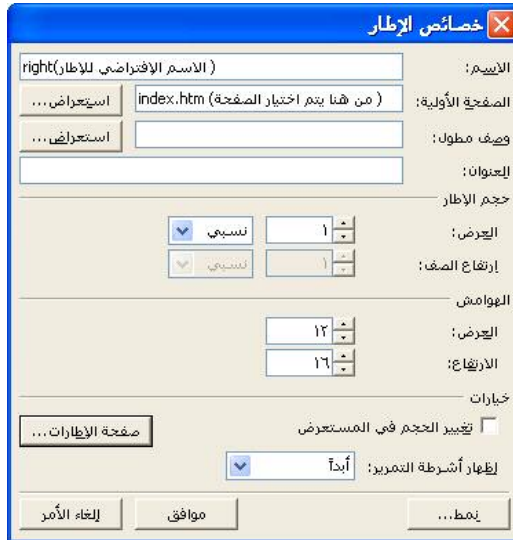 خصائص الإطار
الاسم: right( الاسم الإفتراضي للإطار)
الصفحة الأولية: index.htm ( من هنا يتم اختيار الصفحة) استعراض...
وصف مطول: استعراض...
العنوان:
حجم الإطار
العرض: ١ نسبي
ارتفاع الصف: ١ نسبي
الهوامش
العرض: ١٢
الارتفاع: ١٦
خيارات
تغيير الحجم في المستعرض صفحة الإطارات...
إظهار أشرطة التمرير: أبداً
نمط... موافق إلغاء الأمر